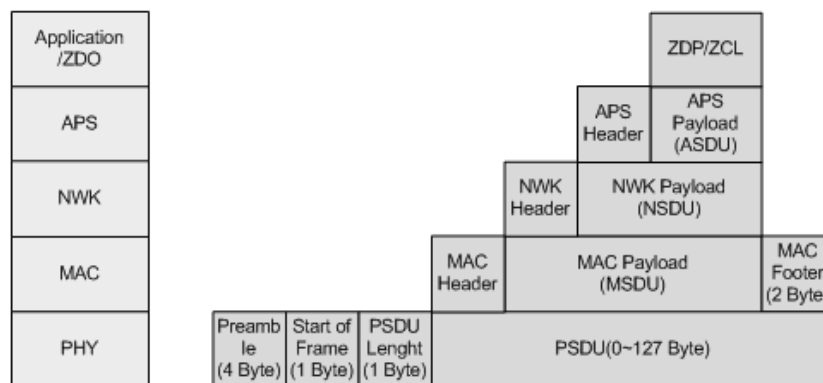 Application
/ZDO
ZDP/ZCL
APS
APS
Header
APS
Payload
(ASDU)
NWK
NWK
Header
NWK Payload
(NSDU)
MAC
MAC
Header
MAC Payload
(MSDU)
MAC
Footer
(2 Byte
PHY
Preamb
le
(4 Byte)
Start of
Frame
(1 Byte)
PSDU
Lenght
(1 Byte)
PSDU(0~127 Byte)